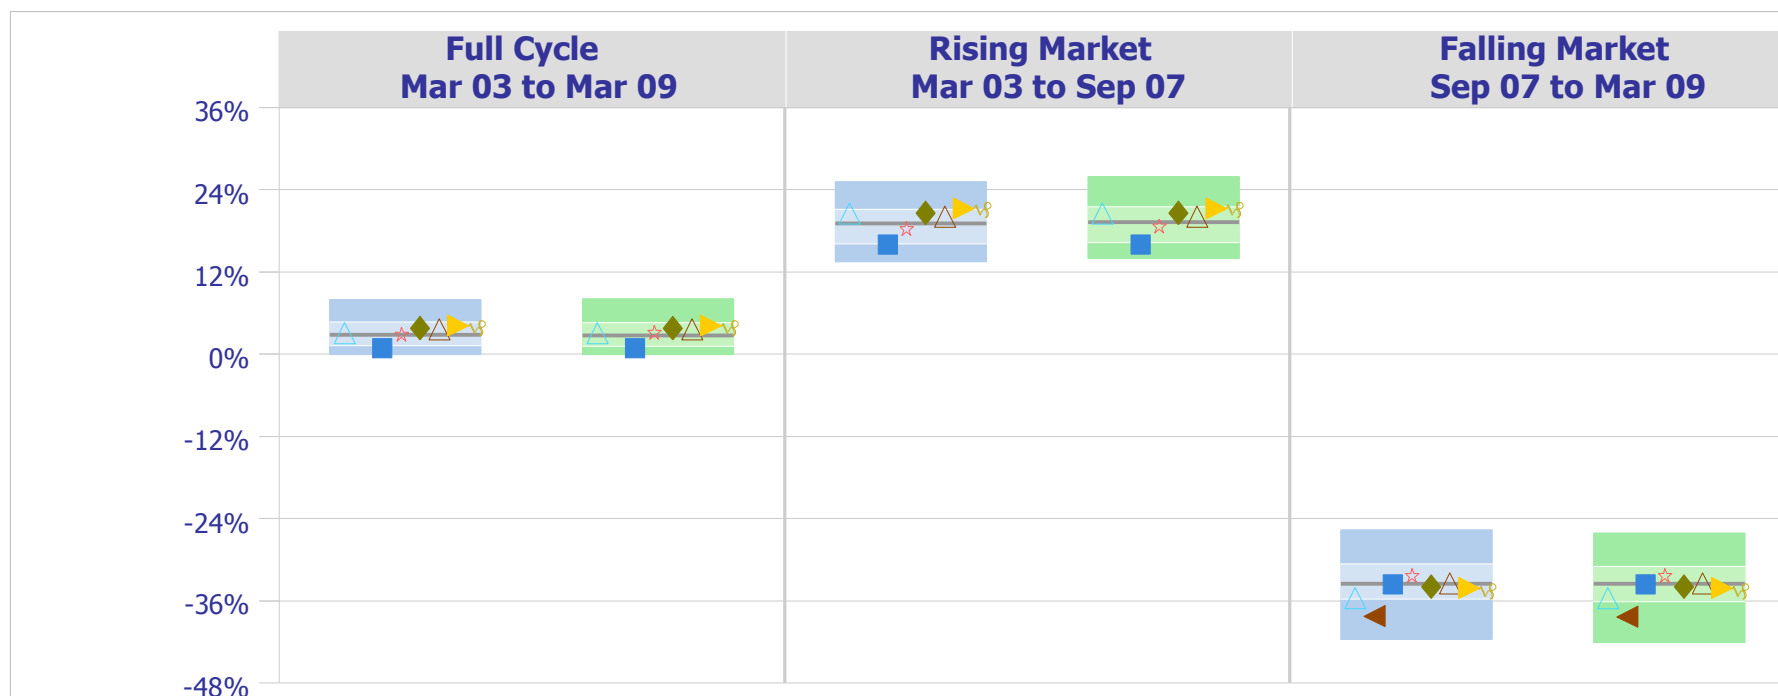 Full Cycle
Mar 03 to Mar 09
Rising Market
Mar 03 to Sep 07
Falling Market
Sep 07 to Mar 09
36%
24%
12%
0%
-12%
-24%
-36%
-48%